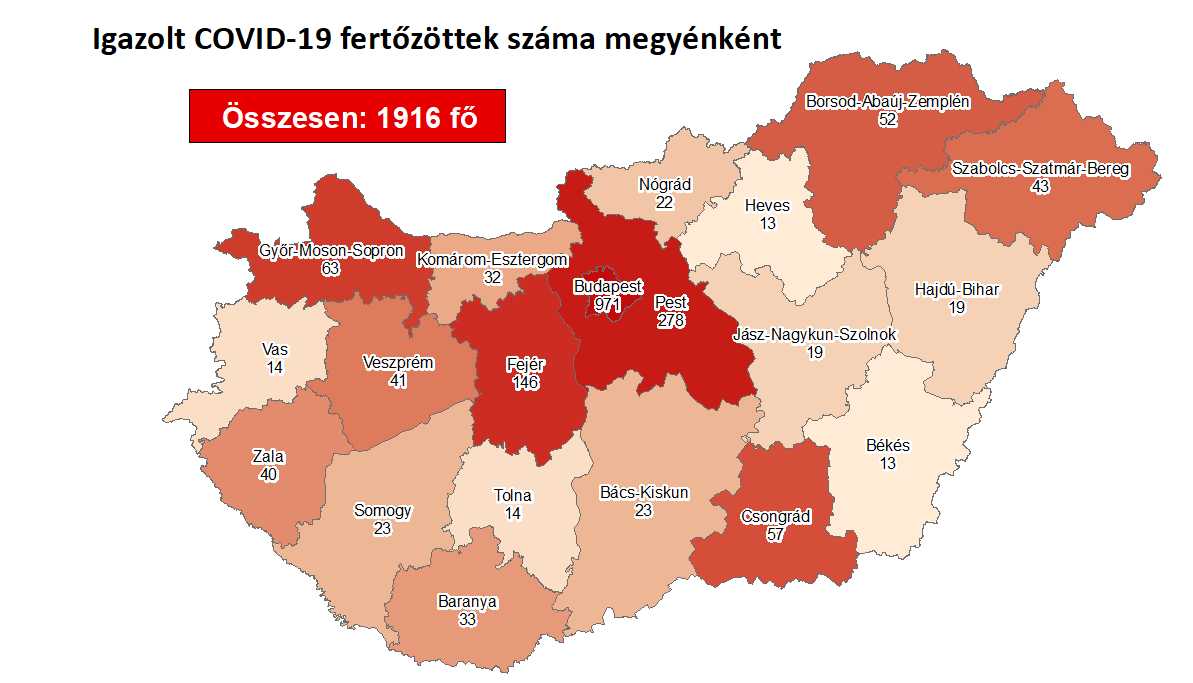 Igazolt COVID-19 fertőzöttek száma megyénként
Összesen: 1916 fő
Borsod-Abaúj-Zemplén
52
Szabolcs-Szatmár-Bereg
43
Nógrád
22
Heves
13
Győr-Moson-Sopron
63
Komárom-Esztergom
32
Budapest
971
Pest
278
Hajdú-Bihar
19
Jász-Nagykun-Szolnok
19
Vas
14
Veszprém
41
Fejér
146
Békés
13
Zala
40
Somogy
23
Tolna
14
Bács-Kiskun
23
Csongrád
57
Baranya
33